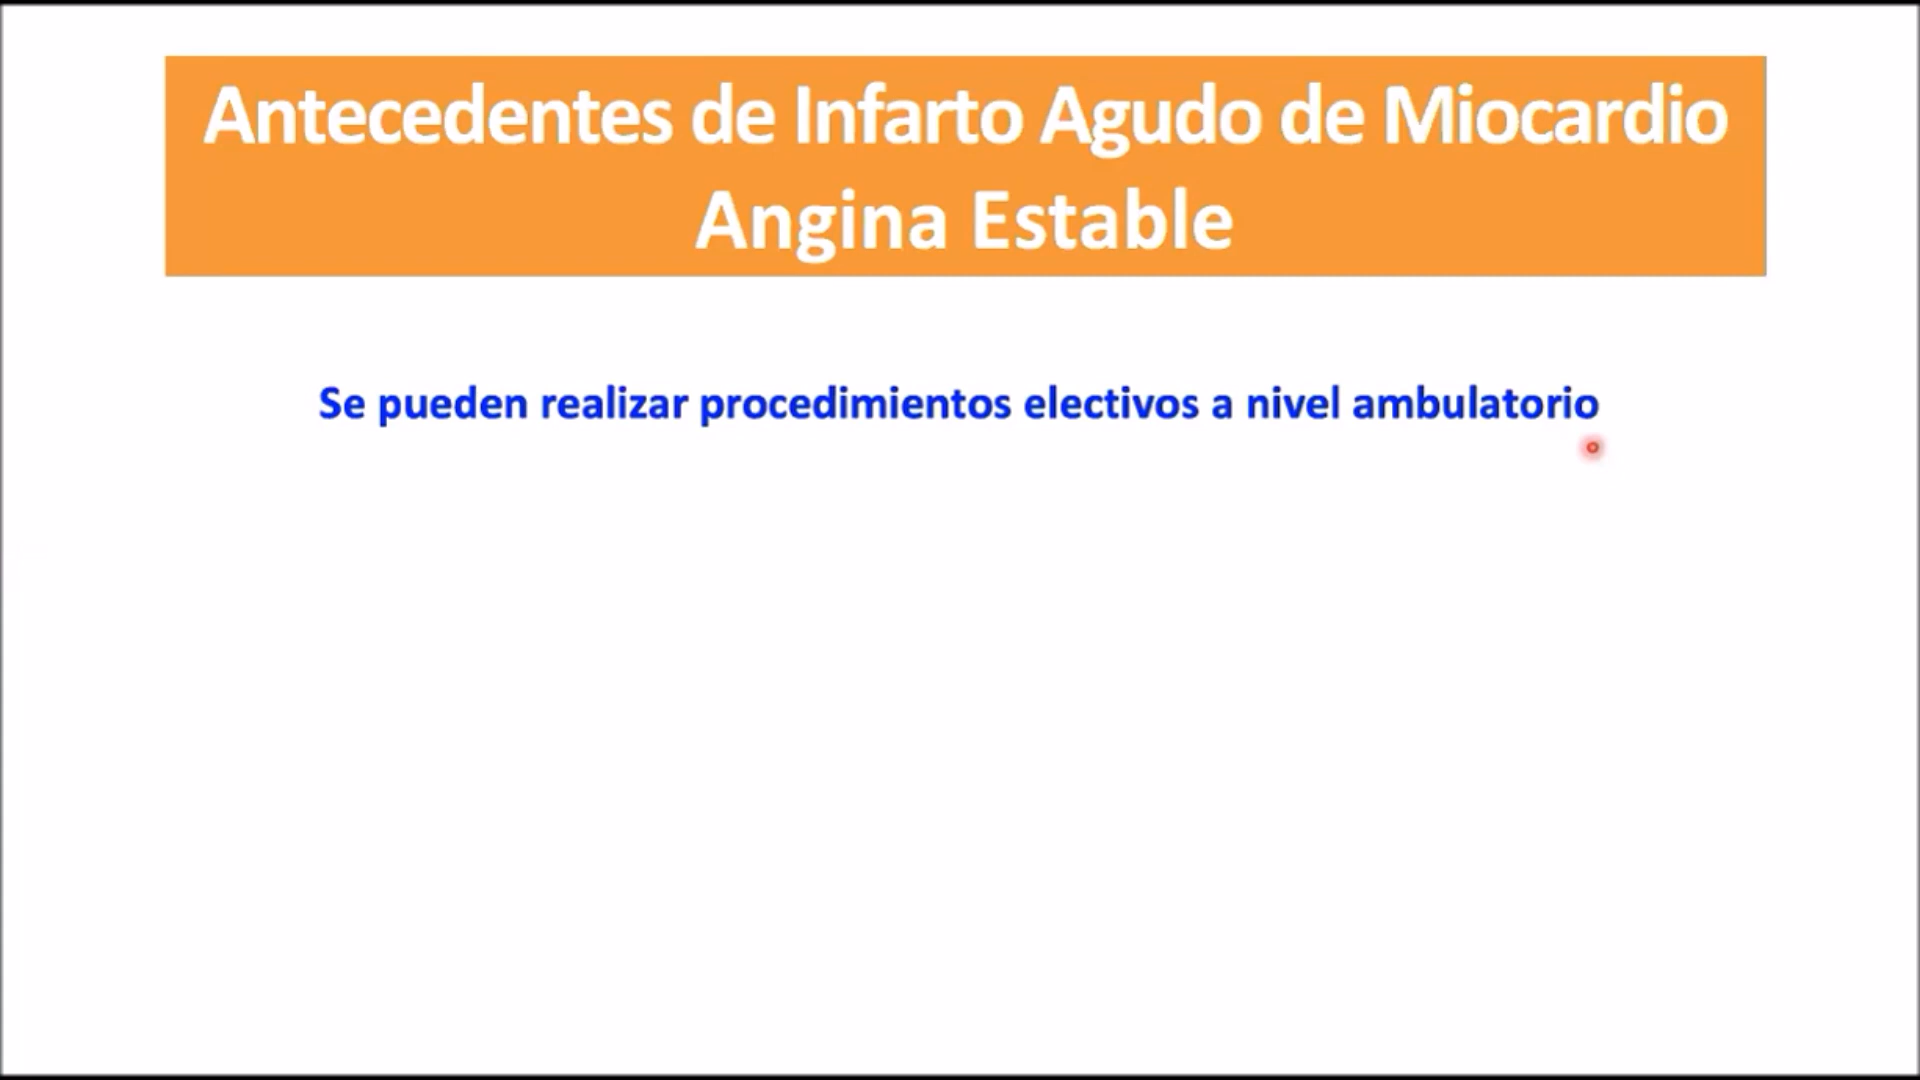 Antecedentes de Infarto Agudo de Miocardio
Angina Estable
Se pueden realizar procedimientos electivos a nivel ambulatorio